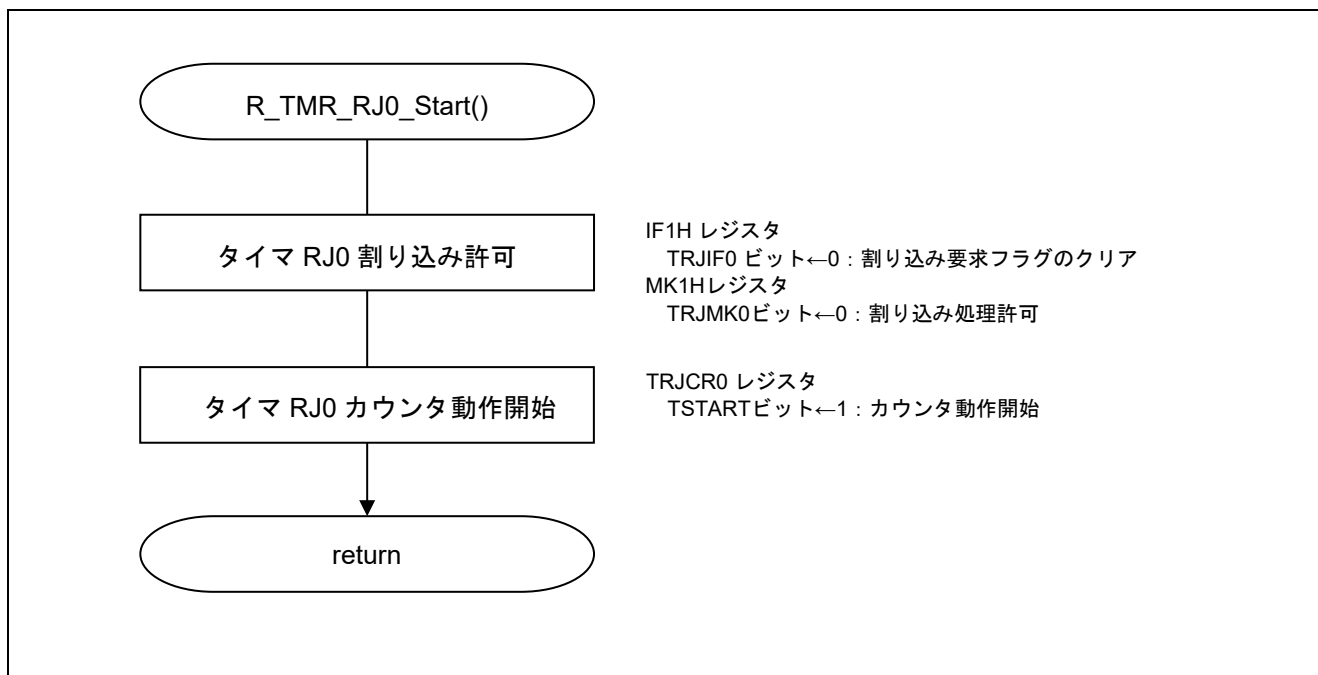 R_TMR_RJ0_Start()
タイマ RJ0 割り込み許可
IF1H レジスタ
TRJIF0 ビット←0：割り込み要求フラグのクリア
MK1Hレジスタ
TRJMK0ビット←0：割り込み処理許可
タイマ RJ0 カウンタ動作開始
TRJCR0 レジスタ
TSTARTビット←1：カウンタ動作開始
return